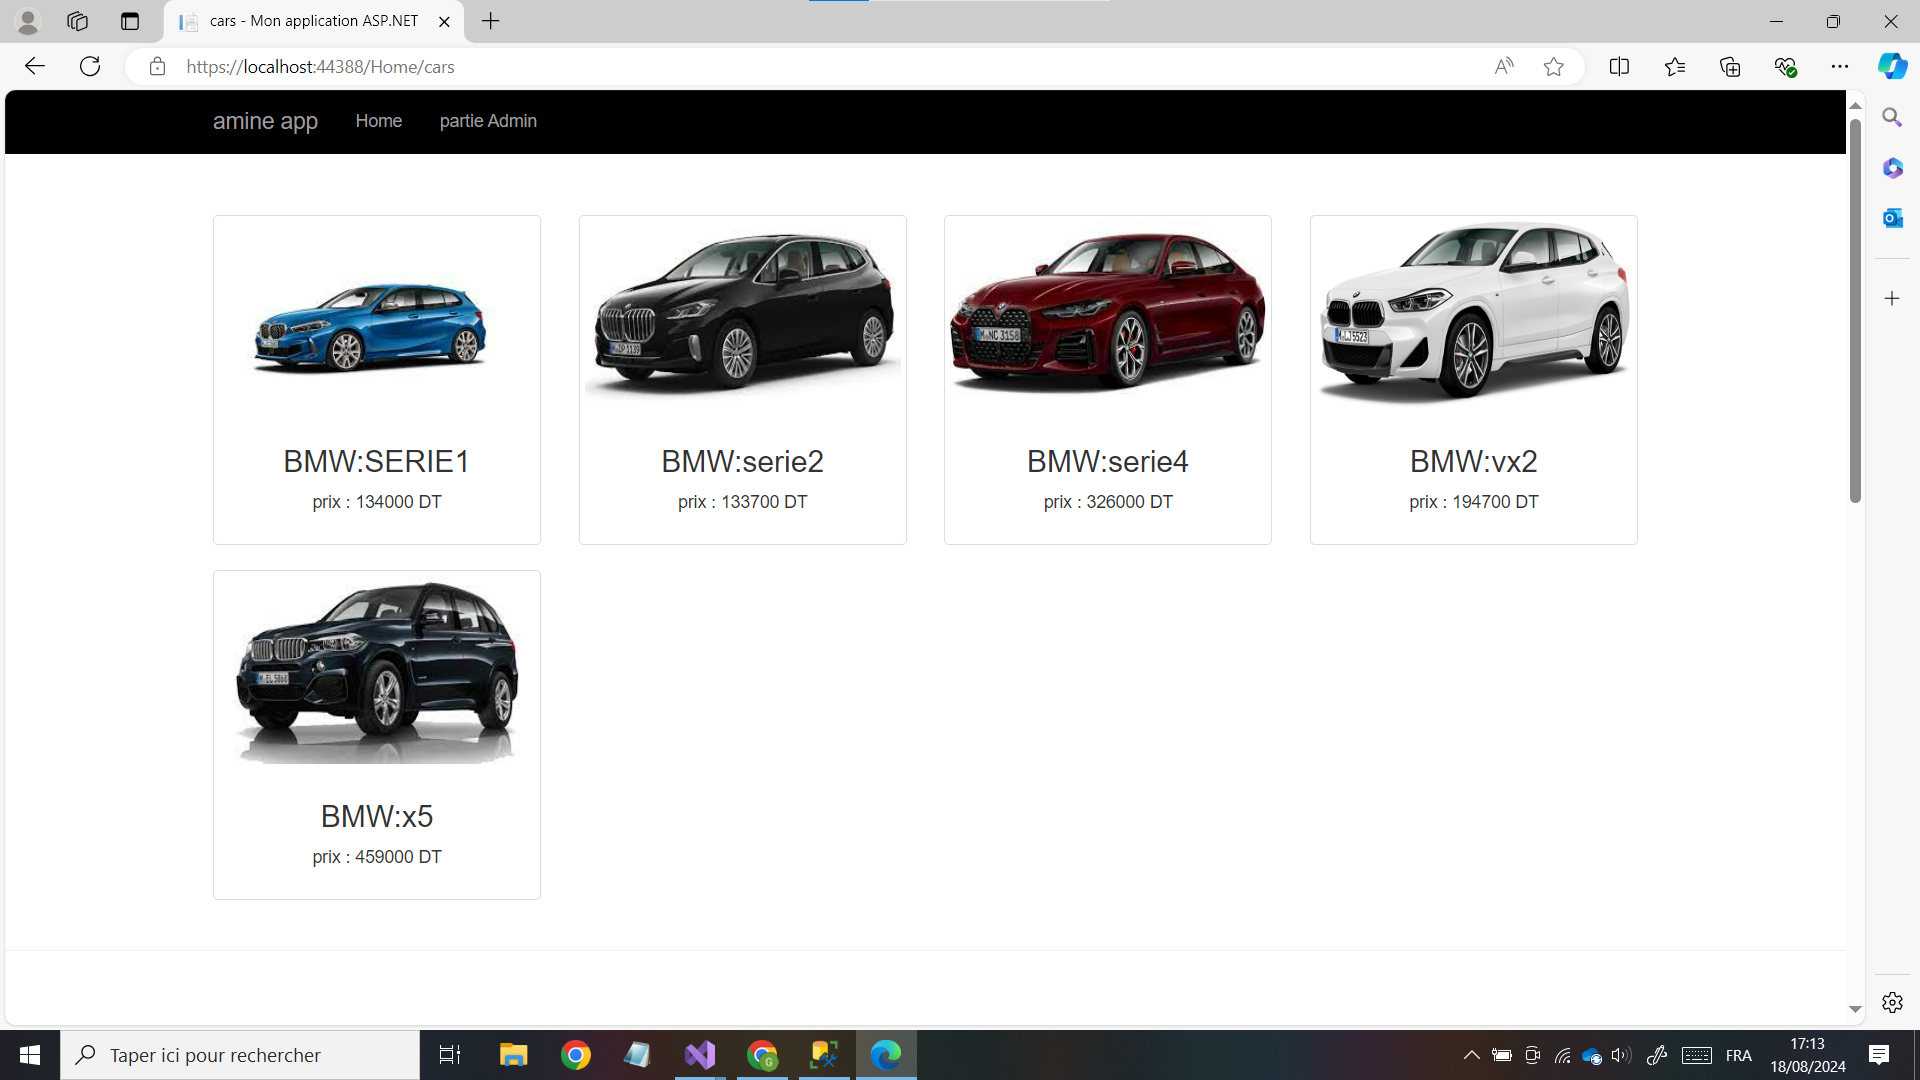 cars - Mon application ASP.NET
https://localhost:44388/Home/cars
amine app Home partie Admin
BMW:SERIE1
prix : 134000 DT
BMW:serie2
prix : 133700 DT
BMW:serie4
prix : 326000 DT
BMW:vx2
prix : 194700 DT
M NC 3158
BMW:x5
prix : 459000 DT
Taper ici pour rechercher
FRA
17:13
18/08/2024